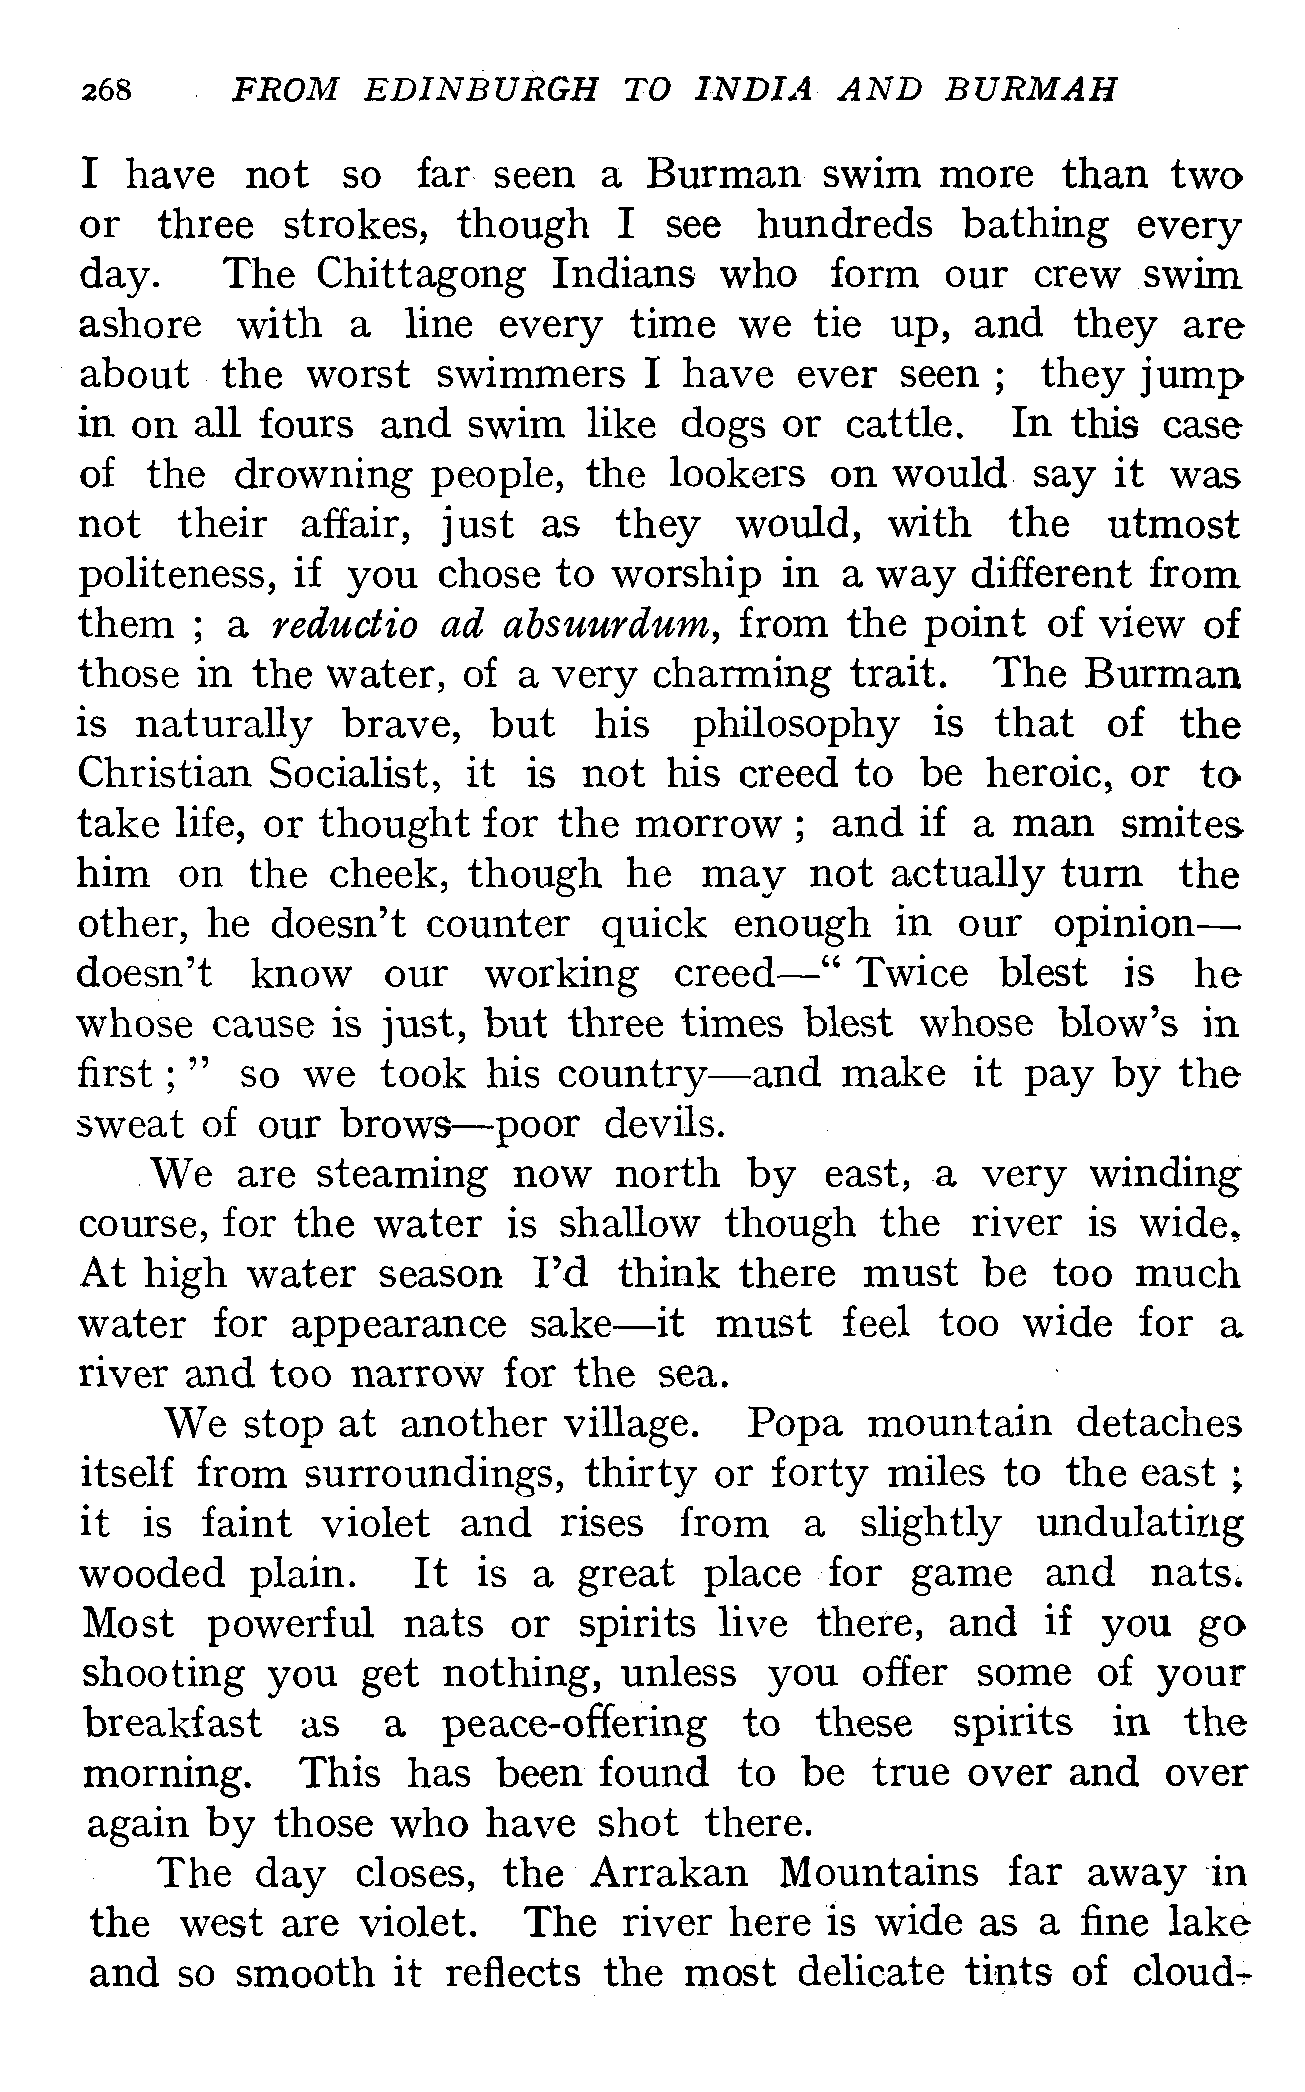 268 FROM EDINBURGH TO INDIA AND BURMAH
I have not so far seen a Burman swim more than two
or three strokes, though I see hundreds bathing every
day. The Chittagong Indians who form our crew swim
ashore with a line every time we tie up, and they are
about the worst swimmers I have ever seen ; they jump
in on all fours and swim like dogs or cattle. In this case
of the drowning people, the lookers on would say it was
not their affair, just as they would, with the utmost
politeness, if you chose to worship in a way different from
them ; a reductio ad absuurdum, from the point of view of
those in the water, of a very charming trait. The Burman
is naturally brave, but his philosophy is that of the
Christian Socialist, it is not his creed to be heroic, or to
take life, or thought for the morrow ; and if a man smites
him on the cheek, though he may not actually turn the
other, he doesn't counter quick enough in our opinion—
doesn't know our working creed—“ Twice blest is he
whose cause is just, but three times blest whose blow's in
first ; ” so we took his country—and make it pay by the
sweat of our brows—poor devils.
We are steaming now north by east, a very winding
course, for the water is shallow though the river is wide.
At high water season I'd think there must be too much
water for appearance sake—it must feel too wide for a
river and too narrow for the sea.
We stop at another village. Popa mountain detaches
itself from surroundings, thirty or forty miles to the east ;
it is faint violet and rises from a slightly undulating
wooded plain. It is a great place for game and nats.
Most powerful nats or spirits live there, and if you go
shooting you get nothing, unless you offer some of your
breakfast as a peace-offering to these spirits in the
morning. This has been found to be true over and over
again by those who have shot there.
The day closes, the Arrakan Mountains far away in
the west are violet. The river here is wide as a fine lake
and so smooth it reflects the most delicate tints of cloud-